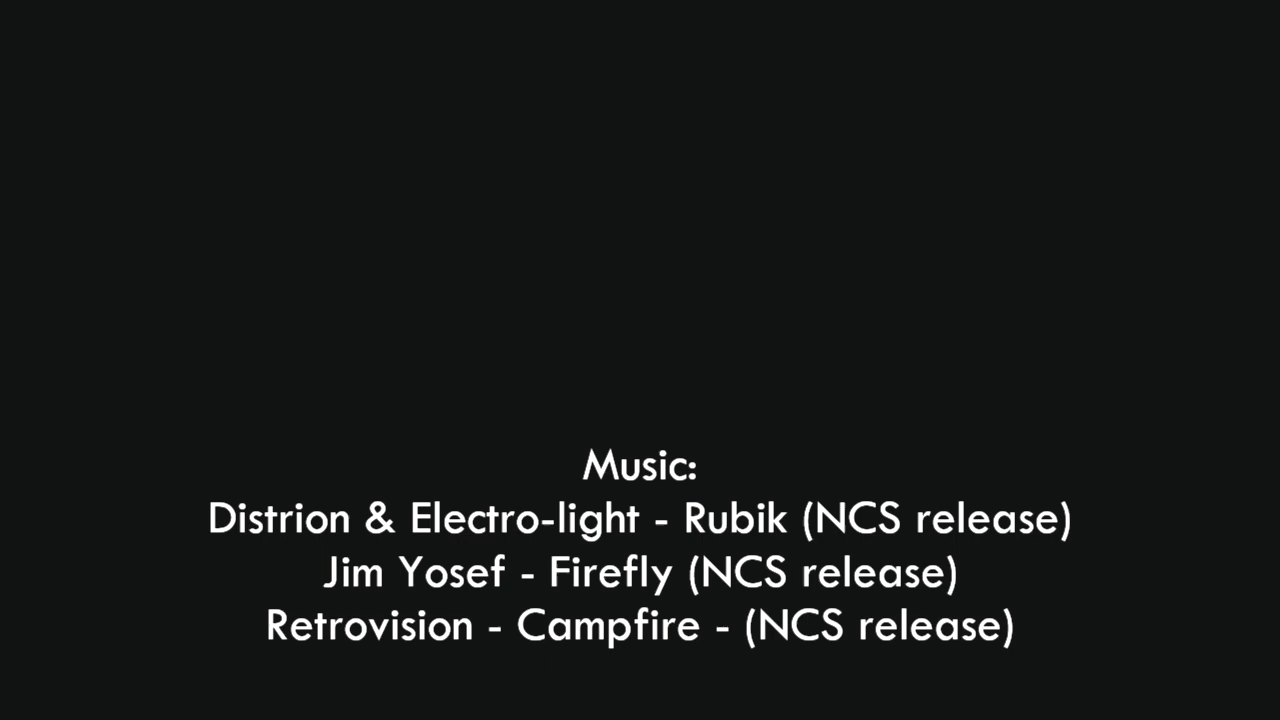 Music:
Distrion & Electro-light - Rubik (NCS release)
Jim Yosef - Firefly (NCS release)
Retrovision - Campfire - (NCS release)